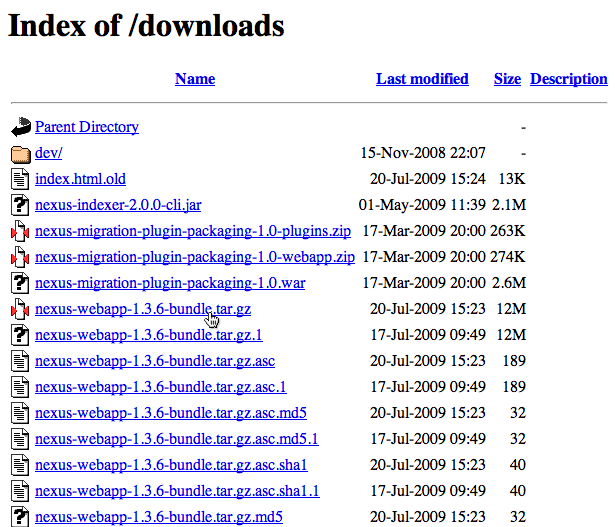 Index of /downloads
Name Last modified Size Description
Parent Directory -
dev/ 15-Nov-2008 22:07 -
index.html.old 20-Jul-2009 15:24 13K
nexus-indexer-2.0.0-cli.jar 01-May-2009 11:39 2.1M
nexus-migration-plugin-packaging-1.0-plugins.zip 17-Mar-2009 20:00 263K
nexus-migration-plugin-packaging-1.0-webapp.zip 17-Mar-2009 20:00 274K
nexus-migration-plugin-packaging-1.0.war 17-Mar-2009 20:00 2.6M
nexus-webapp-1.3.6-bundle.tar.gz 20-Jul-2009 15:23 12M
nexus-webapp-1.3.6-bundle.tar.gz.1 17-Jul-2009 09:49 12M
nexus-webapp-1.3.6-bundle.tar.gz.asc 20-Jul-2009 15:23 189
nexus-webapp-1.3.6-bundle.tar.gz.asc.1 17-Jul-2009 09:49 189
nexus-webapp-1.3.6-bundle.tar.gz.asc.md5 20-Jul-2009 15:23 32
nexus-webapp-1.3.6-bundle.tar.gz.asc.md5.1 17-Jul-2009 09:49 32
nexus-webapp-1.3.6-bundle.tar.gz.asc.sha1 20-Jul-2009 15:23 40
nexus-webapp-1.3.6-bundle.tar.gz.asc.sha1.1 17-Jul-2009 09:49 40
nexus-webapp-1.3.6-bundle.tar.gz.md5 20-Jul-2009 15:23 32